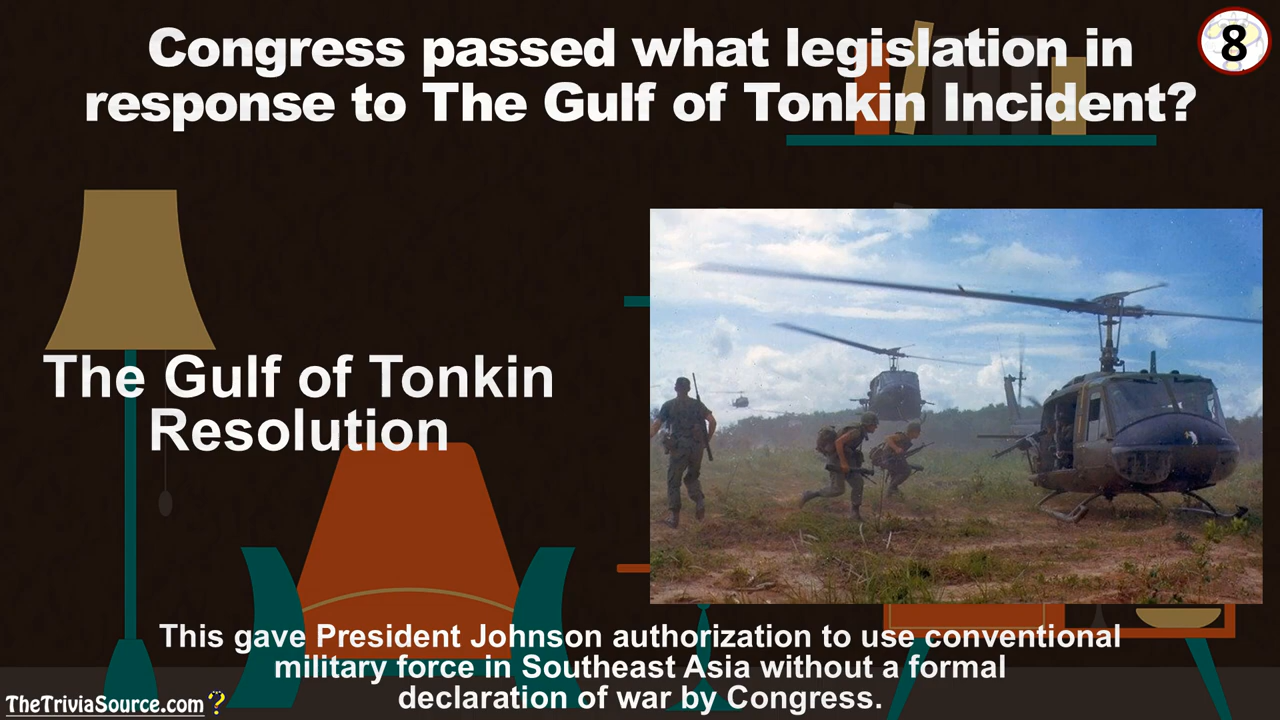 Congress passed what legislation in
response to The Gulf of Tonkin Incident?
8
The Gulf of Tonkin
Resolution
This gave President Johnson authorization to use conventional
military force in Southeast Asia without a formal
declaration of war by Congress.
TheTriviaSource.com